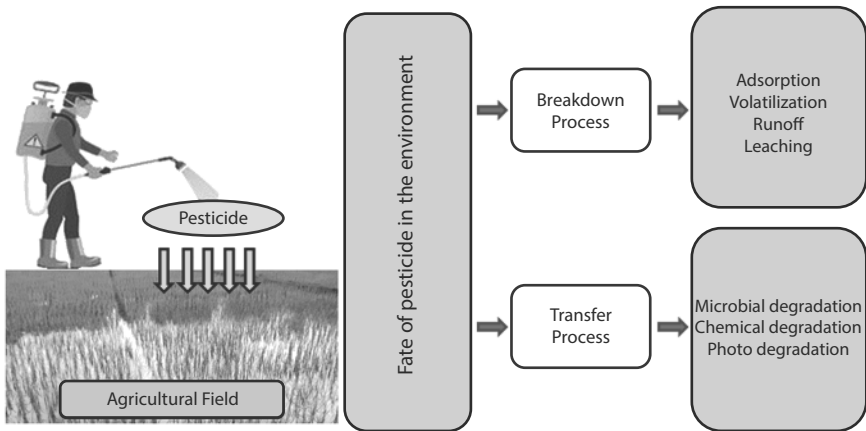 Pesticide
Agricultural Field
Fate of pesticide in the environment
Breakdown
Process
Adsorption
Volatilization
Runoff
Leaching
Transfer
Process
Microbial degradation
Chemical degradation
Photo degradation